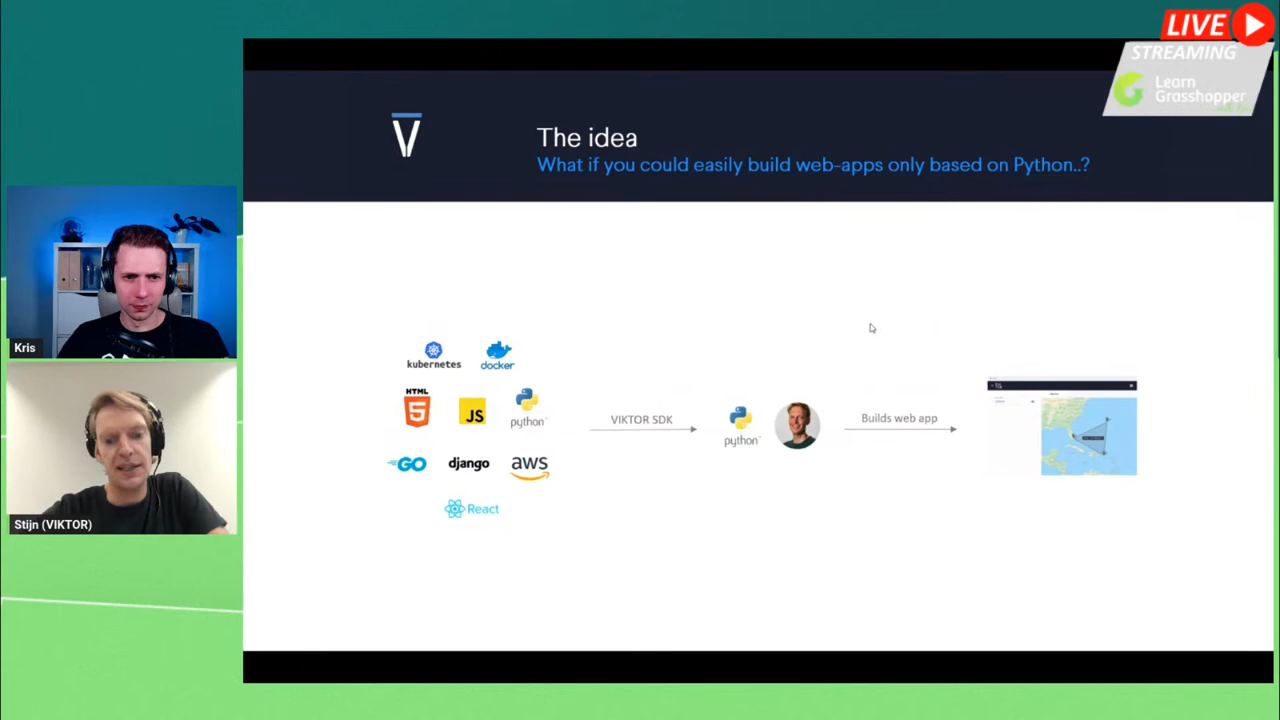 LIVE
STREAMING
Learn
Grasshopper
V
The idea
What if you could easily build web-apps only based on Python..?
Kris
Stijn (VIKTOR)
kubernetes
docker
HTML
5
JS
python
GO
django
aws
React
VIKTOR SDK
python
Builds web app